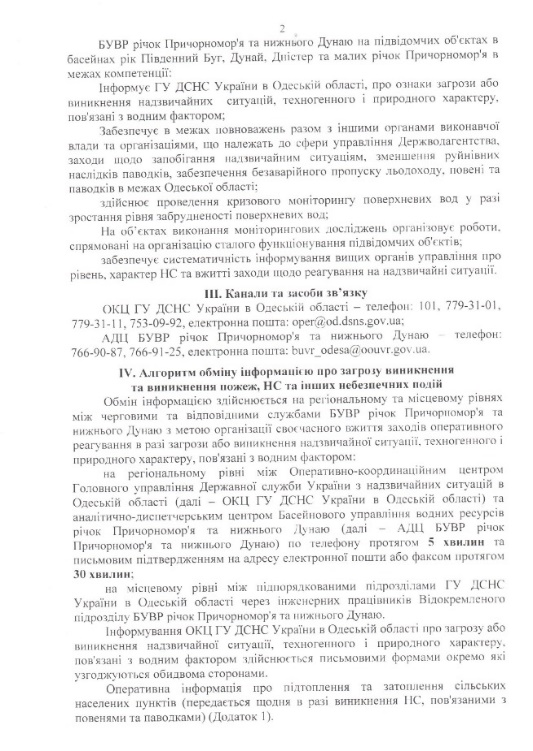 2
БУВР річок Причорномор'я та нижнього Дунаю на підвідомчих об'єктах в
басейнах рік Південний Буг, Дунай, Дністер та малих річок Причорномор'я в
межах компетенції:
Інформує ГУ ДСНС України в Одеській області, про ознаки загрози або
виникнення надзвичайних ситуацій, техногенного і природного характеру,
пов'язані з водним фактором;
Забезпечує в межах повноважень разом з іншими органами виконавчої
влади та організаціями, що належать до сфери управління Держводагентства,
заходи щодо запобігання надзвичайним ситуаціям, зменшення руйнівних
наслідків паводків, забезпечення безаварійного пропуску льодоходу, повені та
паводків в межах Одеської області;
здійснює проведення кризового моніторингу поверхневих вод у разі
зростання рівня забрудненості поверхневих вод;
На об'єктах виконання моніторингових досліджень організовує роботи,
спрямовані на організацію сталого функціонування підвідомчих об'єктів;
забезпечує систематичність інформування вищих органів управління про
рівень, характер НС та вжитті заходи щодо реагування на надзвичайні ситуації.
ІІІ. Канали та засоби зв'язку
ОКЦ ГУ ДСНС України в Одеській області – телефон: 101, 779-31-01,
779-31-11, 753-09-92, електронна пошта: oper@od.dsns.gov.ua;
АДЦ БУВР річок Причорномор'я та нижнього Дунаю – телефон:
766-90-87, 766-91-25, електронна пошта: buvr_odesa@oouvr.gov.ua.
IV. Алгоритм обміну інформацією про загрозу виникнення
та виникнення пожеж, НС та інших небезпечних подій
Обмін інформацією здійснюється на регіональному та місцевому рівнях
між черговими та відповідними службами БУВР річок Причорномор'я та
нижнього Дунаю з метою організації своєчасного вжиття заходів оперативного
реагування в разі загрози або виникнення надзвичайної ситуації, техногенного і
природного характеру, пов'язані з водним фактором:
на регіональному рівні між Оперативно-координаційним центром
Головного управління Державної служби України з надзвичайних ситуацій в
Одеській області (далі – ОКЦ ГУ ДСНС України в Одеській області) та
аналітично-диспетчерським центром Басейнового управління водних ресурсів
річок Причорномор'я та нижнього Дунаю (далі – АДЦ БУВР річок
Причорномор'я та нижнього Дунаю) по телефону протягом 5 хвилин та
письмовим підтвердженням на адресу електронної пошти або факсом протягом
30 хвилин;
на місцевому рівні між підпорядкованими підрозділами ГУ ДСНС
України в Одеській області через інженерних працівників Відокремленого
підрозділу БУВР річок Причорномор'я та нижнього Дунаю.
Інформування ОКЦ ГУ ДСНС України в Одеській області про загрозу або
виникнення надзвичайної ситуації, техногенного і природного характеру,
пов'язані з водним фактором здійснюється письмовими формами окремо які
узгоджуються обидвома сторонами.
Оперативна інформація про підтоплення та затоплення сільських
населених пунктів (передається щодня в разі виникнення НС, пов'язаними з
повенями та паводками) (Додаток 1).